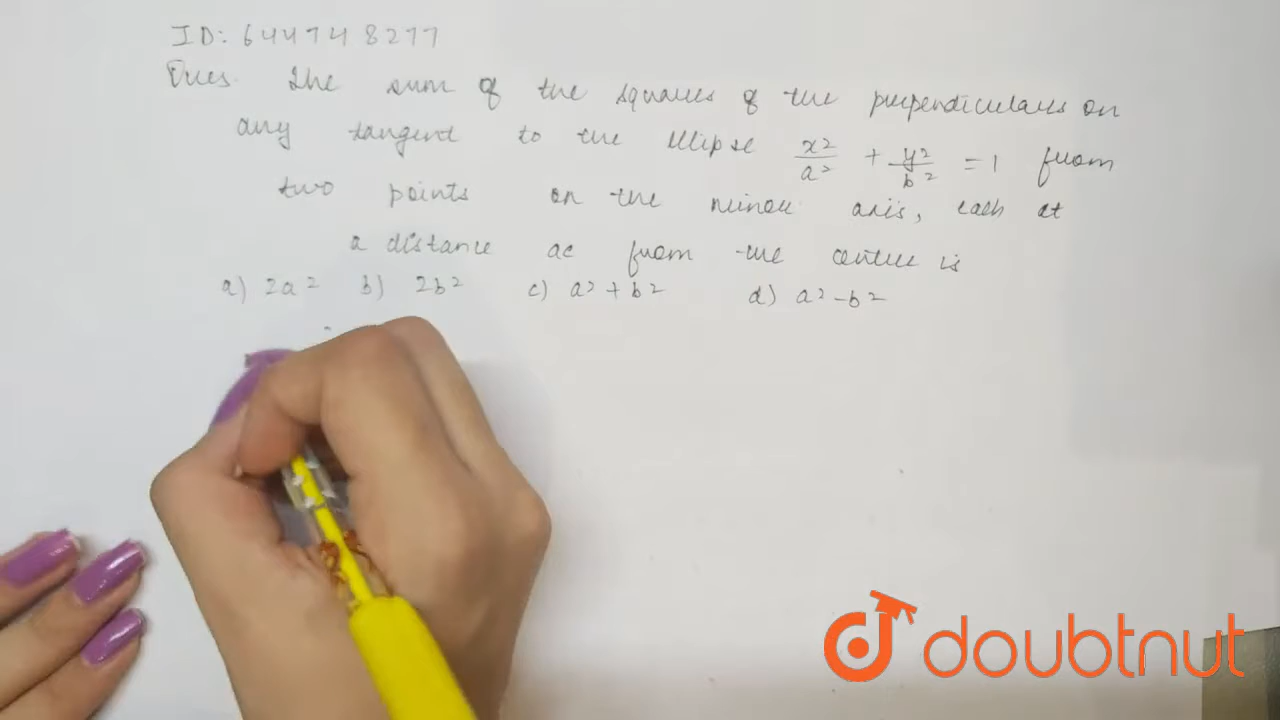 ID: 644748277
Ques. The sum of the squares of the perpendiculars on
any tangent to the ellipse x²/a² + y²/b² = 1 from
two points on the minor axis, each at
a distance ae from the centre is
a) 2a² b) 2b² c) a² + b² d) a² - b²
doubtnut